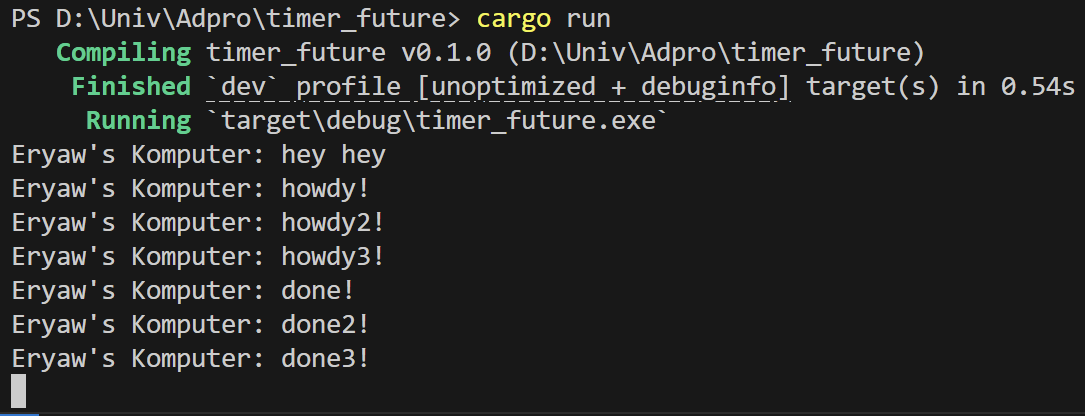 PS D:\Univ\Adpro\timer_future> cargo run
Compiling timer_future v0.1.0 (D:\Univ\Adpro\timer_future)
Finished `dev` profile [unoptimized + debuginfo] target(s) in 0.54s
Running `target\debug\timer_future.exe`
Eryaw's Komputer: hey hey
Eryaw's Komputer: howdy!
Eryaw's Komputer: howdy2!
Eryaw's Komputer: howdy3!
Eryaw's Komputer: done!
Eryaw's Komputer: done2!
Eryaw's Komputer: done3!